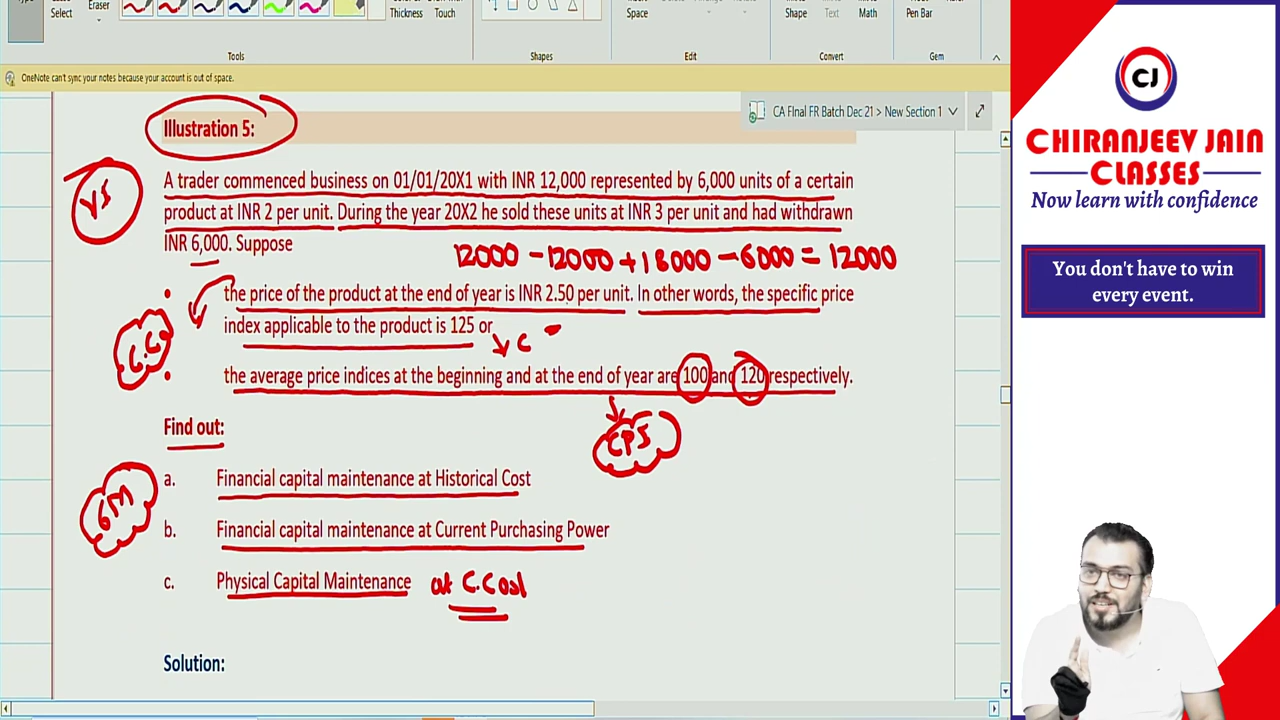 Eraser
Select
Thickness
Touch
Space
Shape
Math
Pen Bar
Tools
Shapes
Edit
Convert
Gem
OneNote can't sync your notes because your account is out of space.
CA FInal FR Batch Dec 21 > New Section 1
Illustration 5:
A trader commenced business on 01/01/20X1 with INR 12,000 represented by 6,000 units of a certain
product at INR 2 per unit. During the year 20X2 he sold these units at INR 3 per unit and had withdrawn
INR 6,000. Suppose
12000 - 12000 + 18000 - 6000 = 12000
• the price of the product at the end of year is INR 2.50 per unit. In other words, the specific price
index applicable to the product is 125 or
C
• the average price indices at the beginning and at the end of year are 100 and 120 respectively.
Find out:
a. Financial capital maintenance at Historical Cost
6M
b. Financial capital maintenance at Current Purchasing Power
c. Physical Capital Maintenance at C.Cost
Solution:
CJ
CHIRANJEEV JAIN
CLASSES
Now learn with confidence
You don't have to win
every event.